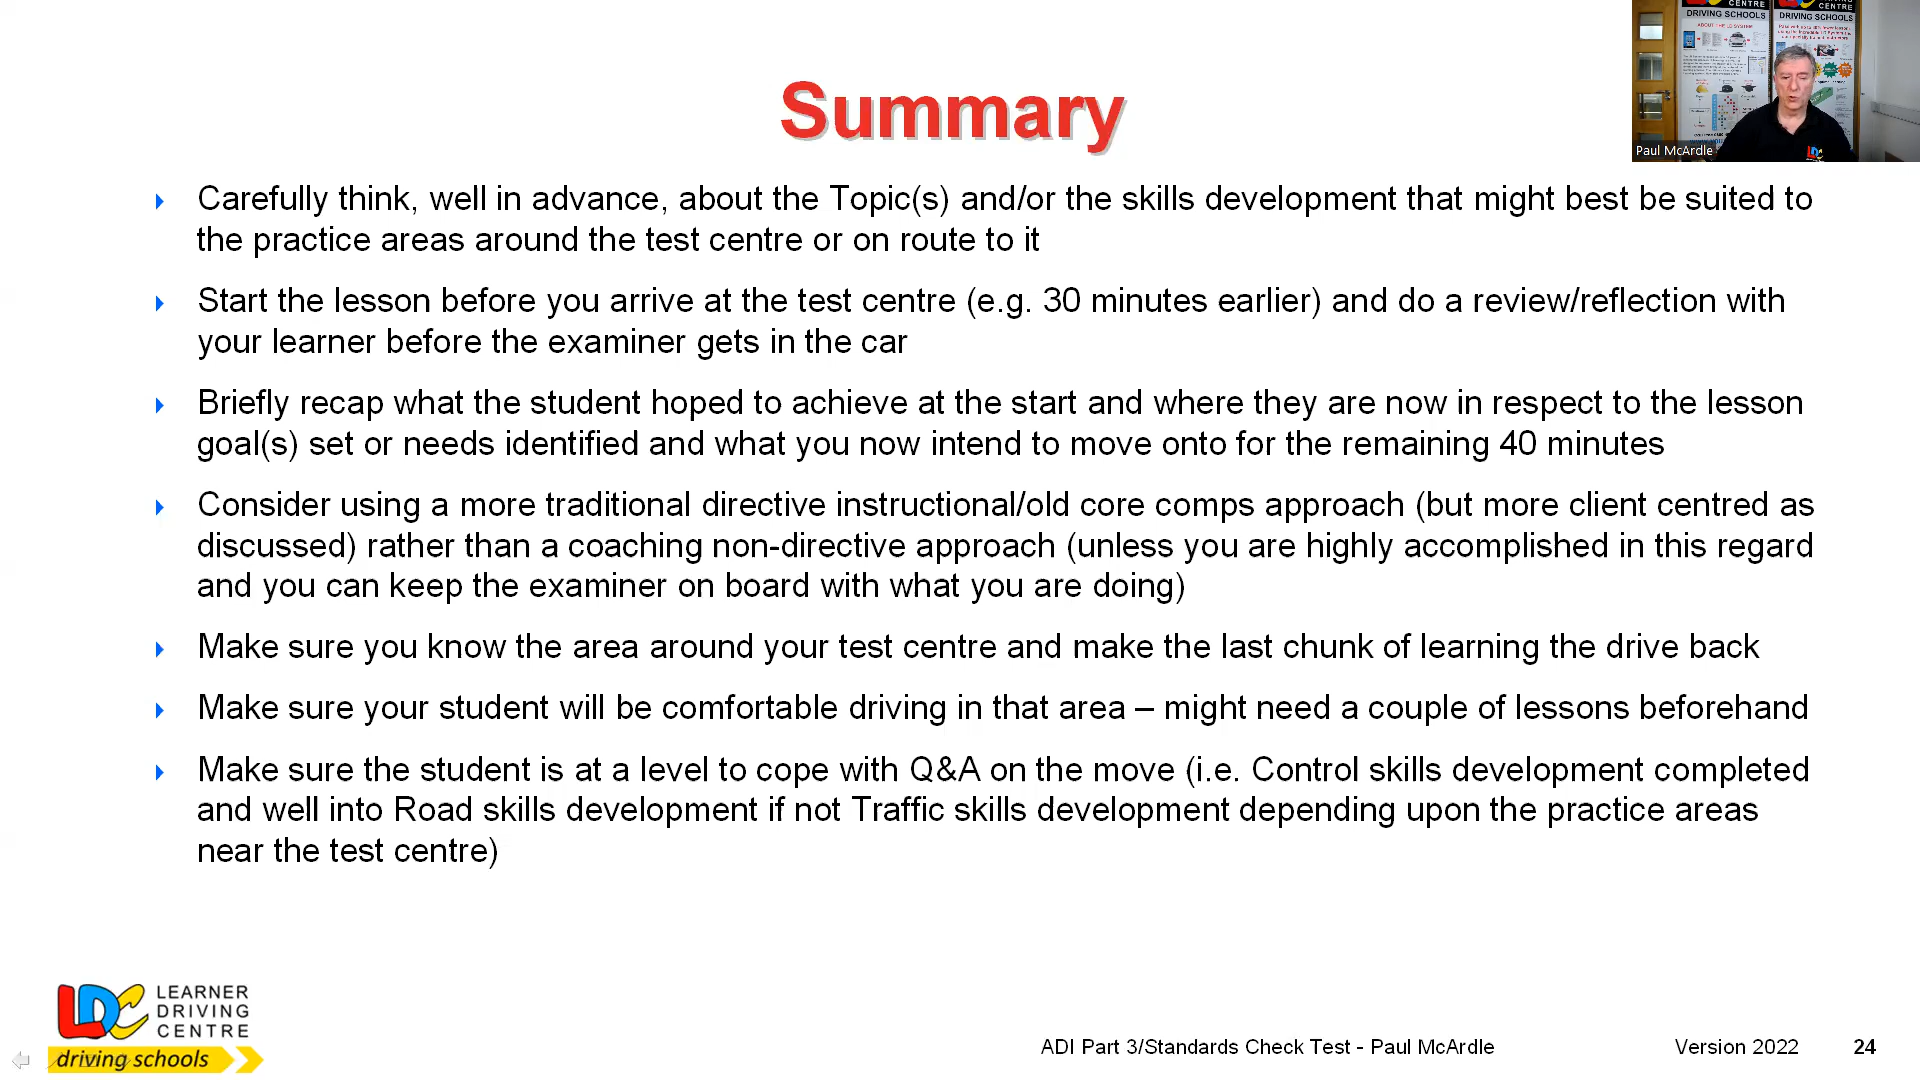 CENTRE
CENTRE
DRIVING SCHOOLS
DRIVING SCHOOLS
ABOUT THE LD SYSTEM
Paul McArdle
Summary
Carefully think, well in advance, about the Topic(s) and/or the skills development that might best be suited to
the practice areas around the test centre or on route to it
Start the lesson before you arrive at the test centre (e.g. 30 minutes earlier) and do a review/reflection with
your learner before the examiner gets in the car
Briefly recap what the student hoped to achieve at the start and where they are now in respect to the lesson
goal(s) set or needs identified and what you now intend to move onto for the remaining 40 minutes
Consider using a more traditional directive instructional/old core comps approach (but more client centred as
discussed) rather than a coaching non-directive approach (unless you are highly accomplished in this regard
and you can keep the examiner on board with what you are doing)
Make sure you know the area around your test centre and make the last chunk of learning the drive back
Make sure your student will be comfortable driving in that area – might need a couple of lessons beforehand
Make sure the student is at a level to cope with Q&A on the move (i.e. Control skills development completed
and well into Road skills development if not Traffic skills development depending upon the practice areas
near the test centre)
LDC LEARNER
DRIVING
CENTRE
driving schools
ADI Part 3/Standards Check Test - Paul McArdle
Version 2022
24